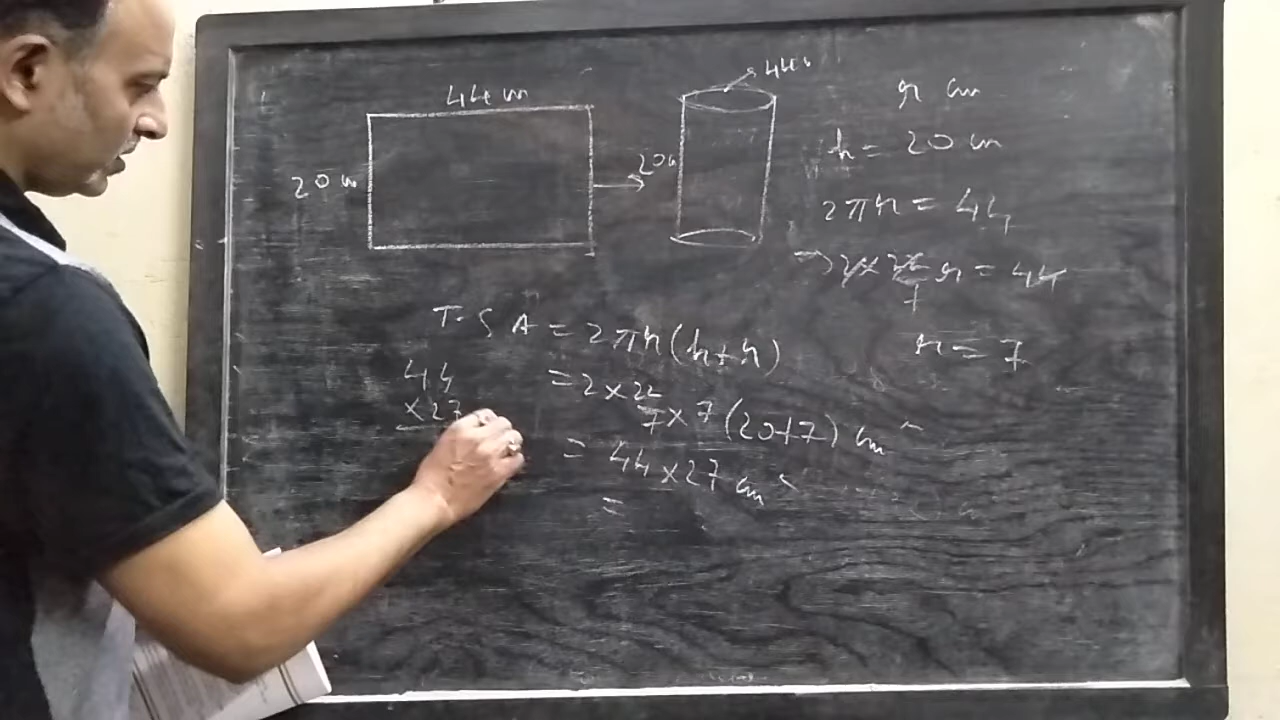 44 cm
20 cm
44 cm
20 cm
r cm
h = 20 cm
2πr = 44
⇒ 2 × 22/7 r = 44
r = 7
T.S A = 2πr(h+r)
= 2 × 22/7 × 7 (20+7) cm²
= 44 × 27 cm²
=
44
×27